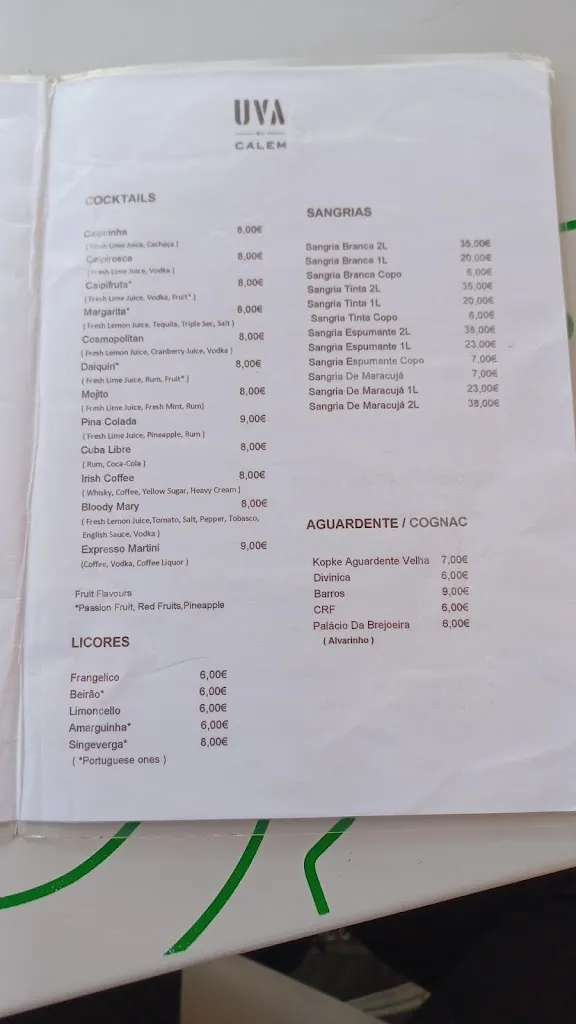 UVA
BY
CALEM
COCKTAILS
Caipirinha 8,00€
( Fresh Lime Juice, Cachaça )
Caipirosca 8,00€
( Fresh Lime Juice, Vodka )
Caipifruta* 8,00€
( Fresh Lime Juice, Vodka, Fruit* )
Margarita* 8,00€
( Fresh Lemon Juice, Tequila, Triple Sec, Salt )
Cosmopolitan 8,00€
( Fresh Lemon Juice, Cranberry Juice, Vodka )
Daiquiri* 8,00€
( Fresh Lime Juice, Rum, Fruit* )
Mojito 8,00€
( Fresh Lime Juice, Fresh Mint, Rum)
Pina Colada 9,00€
( Fresh Lime Juice, Pineapple, Rum )
Cuba Libre 8,00€
( Rum, Coca-Cola )
Irish Coffee 8,00€
( Whisky, Coffee, Yellow Sugar, Heavy Cream )
Bloody Mary 8,00€
( Fresh Lemon Juice,Tomato, Salt, Pepper, Tobasco,
English Sauce, Vodka )
Expresso Martini 9,00€
(Coffee, Vodka, Coffee Liquor )
Fruit Flavours
*Passion Fruit, Red Fruits,Pineapple
LICORES
Frangelico 6,00€
Beirão* 6,00€
Limoncello 6,00€
Amarguinha* 6,00€
Singeverga* 8,00€
( *Portuguese ones )
SANGRIAS
Sangria Branca 2L 35,00€
Sangria Branca 1L 20,00€
Sangria Branca Copo 6,00€
Sangria Tinta 2L 35,00€
Sangria Tinta 1L 20,00€
Sangria Tinta Copo 6,00€
Sangria Espumante 2L 38,00€
Sangria Espumante 1L 23,00€
Sangria Espumante Copo 7,00€
Sangria De Maracujá 7,00€
Sangria De Maracujá 1L 23,00€
Sangria De Maracujá 2L 38,00€
AGUARDENTE / COGNAC
Kopke Aguardente Velha 7,00€
Divinica 6,00€
Barros 9,00€
CRF 6,00€
Palácio Da Brejoeira 6,00€
( Alvarinho )